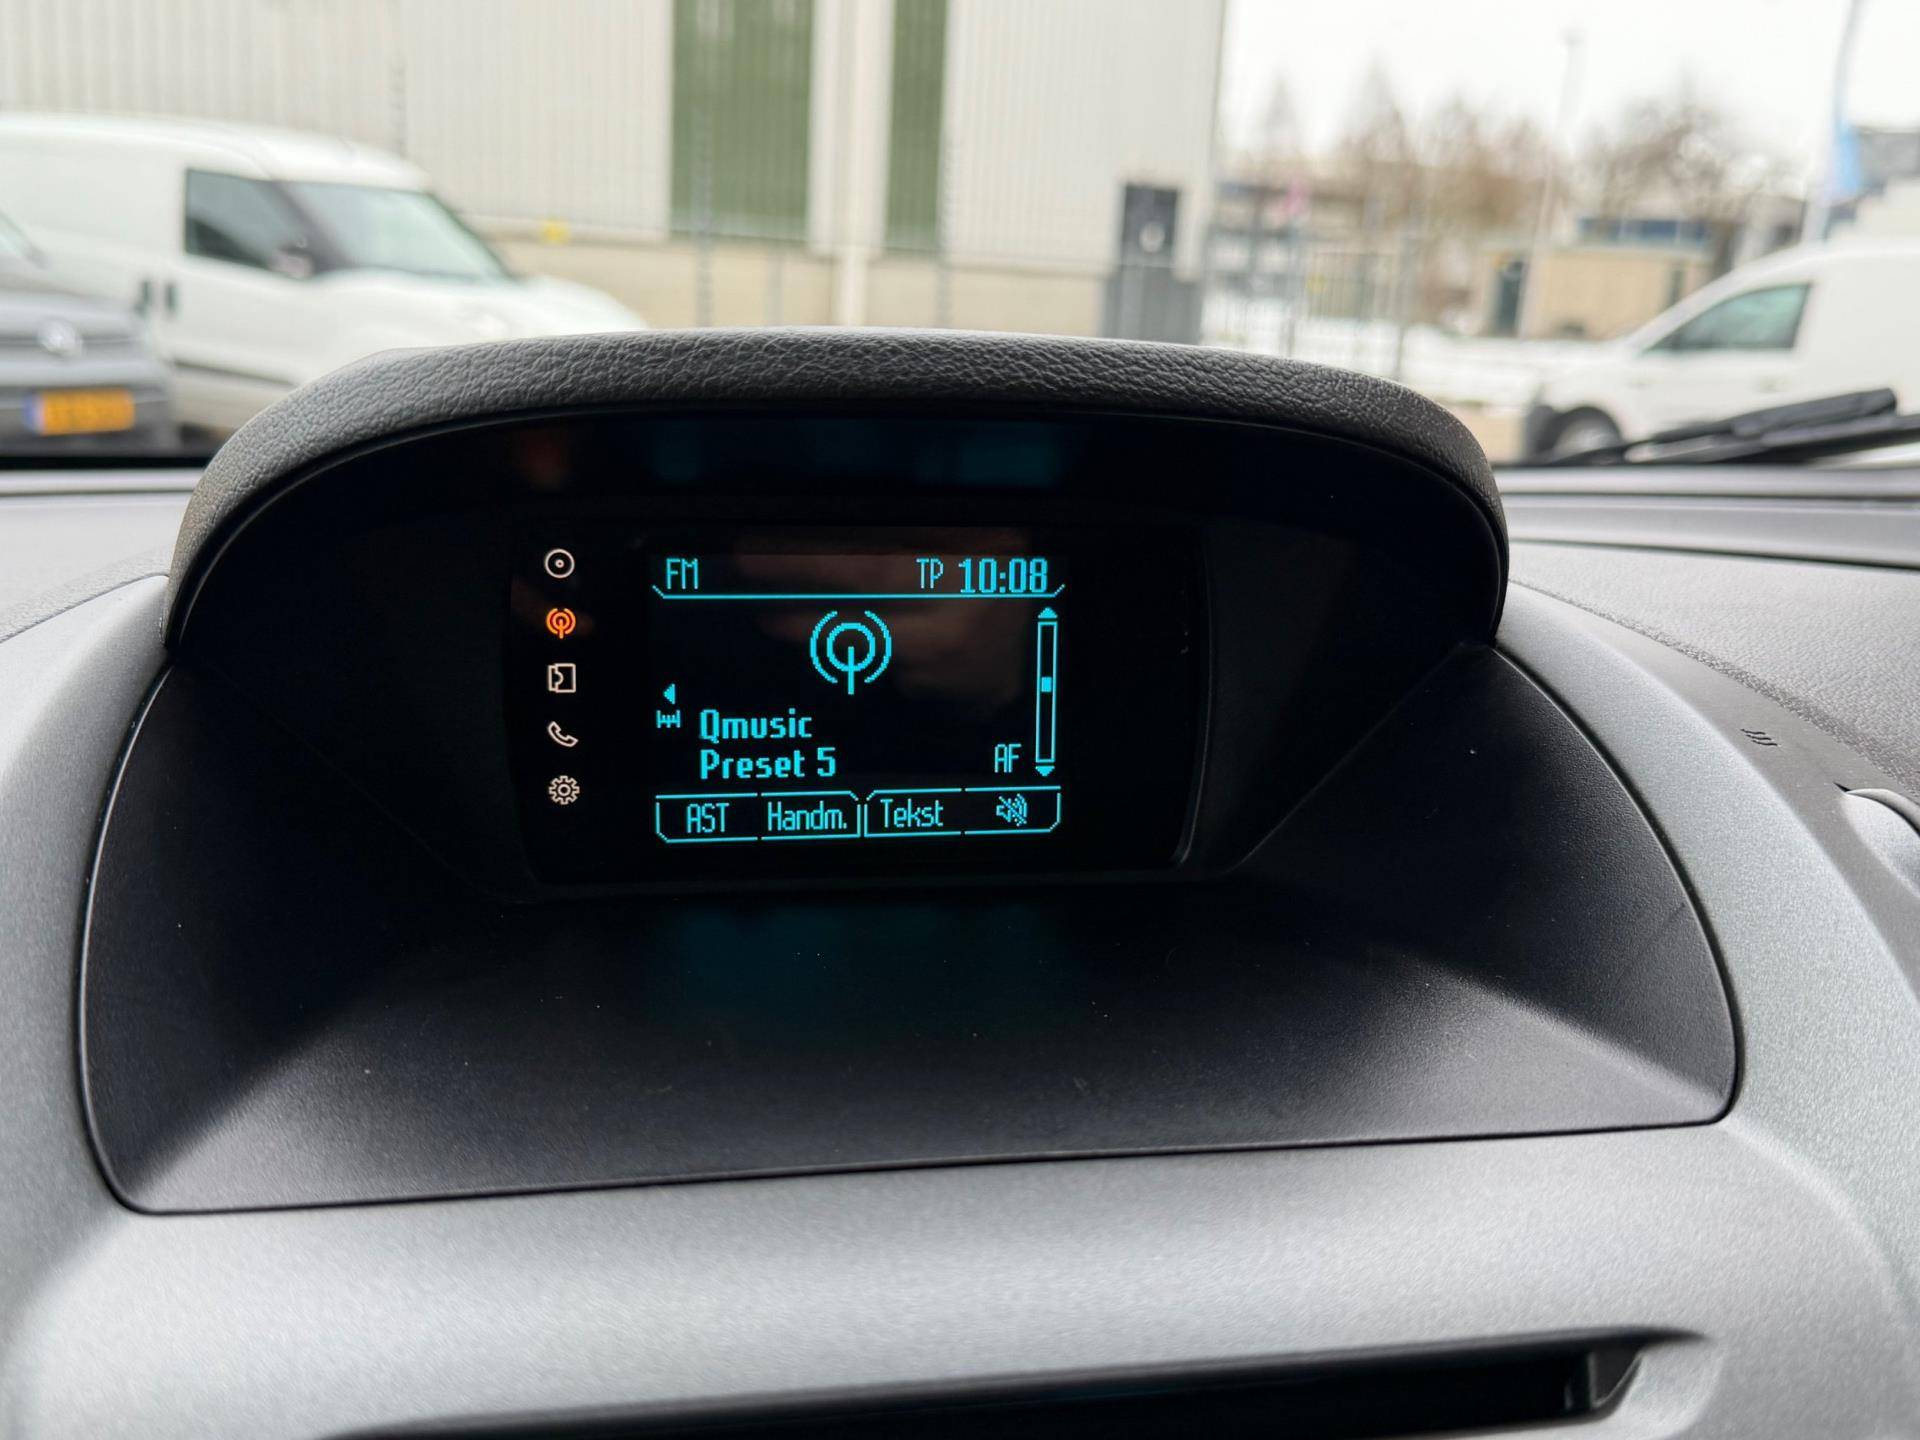 FM TP 10:08
Qmusic
Preset 5 AF
AST Handm. Tekst